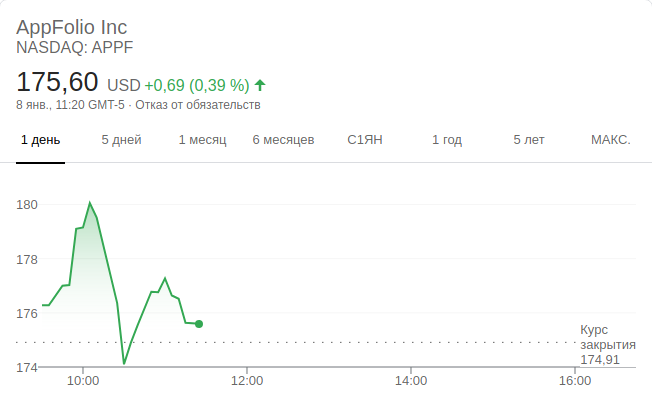 AppFolio Inc
NASDAQ: APPF
175,60 USD +0,69 (0,39 %)
8 янв., 11:20 GMT-5 · Отказ от обязательств
1 день 5 дней 1 месяц 6 месяцев С1ЯН 1 год 5 лет МАКС.
180
178
176
Курс
закрытия
174,91
174
10:00 12:00 14:00 16:00